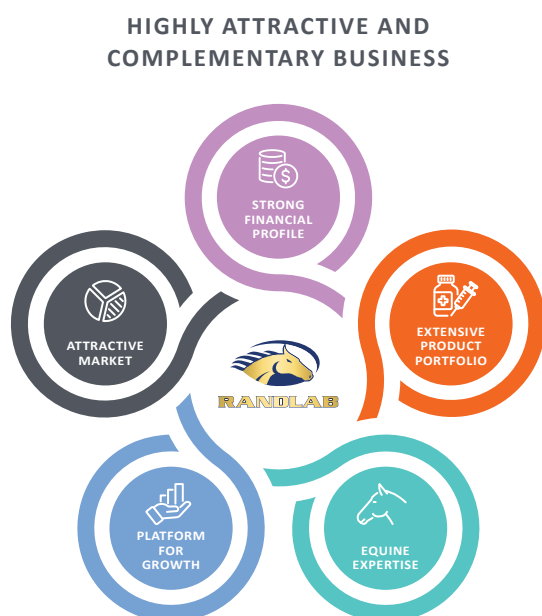 HIGHLY ATTRACTIVE AND
COMPLEMENTARY BUSINESS
STRONG
FINANCIAL
PROFILE
ATTRACTIVE
MARKET
EXTENSIVE
PRODUCT
PORTFOLIO
RANDLAB
PLATFORM
FOR
GROWTH
EQUINE
EXPERTISE